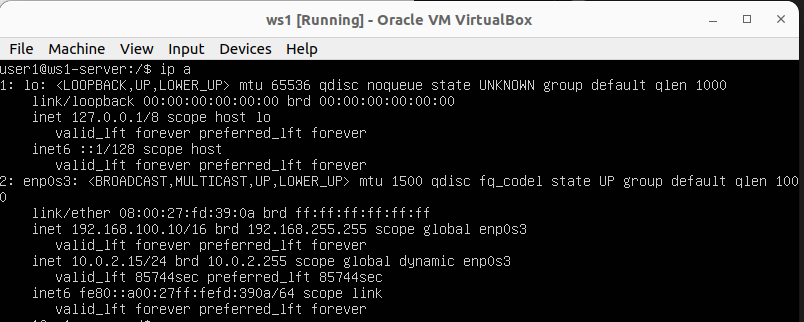 ws1 [Running] - Oracle VM VirtualBox
File Machine View Input Devices Help
user1@ws1-server:/$ ip a
1: lo: <LOOPBACK,UP,LOWER_UP> mtu 65536 qdisc noqueue state UNKNOWN group default qlen 1000
link/loopback 00:00:00:00:00:00 brd 00:00:00:00:00:00
inet 127.0.0.1/8 scope host lo
valid_lft forever preferred_lft forever
inet6 ::1/128 scope host
valid_lft forever preferred_lft forever
2: enp0s3: <BROADCAST,MULTICAST,UP,LOWER_UP> mtu 1500 qdisc fq_codel state UP group default qlen 100
0
link/ether 08:00:27:fd:39:0a brd ff:ff:ff:ff:ff:ff
inet 192.168.100.10/16 brd 192.168.255.255 scope global enp0s3
valid_lft forever preferred_lft forever
inet 10.0.2.15/24 brd 10.0.2.255 scope global dynamic enp0s3
valid_lft 85744sec preferred_lft 85744sec
inet6 fe80::a00:27ff:fefd:390a/64 scope link
valid_lft forever preferred_lft forever